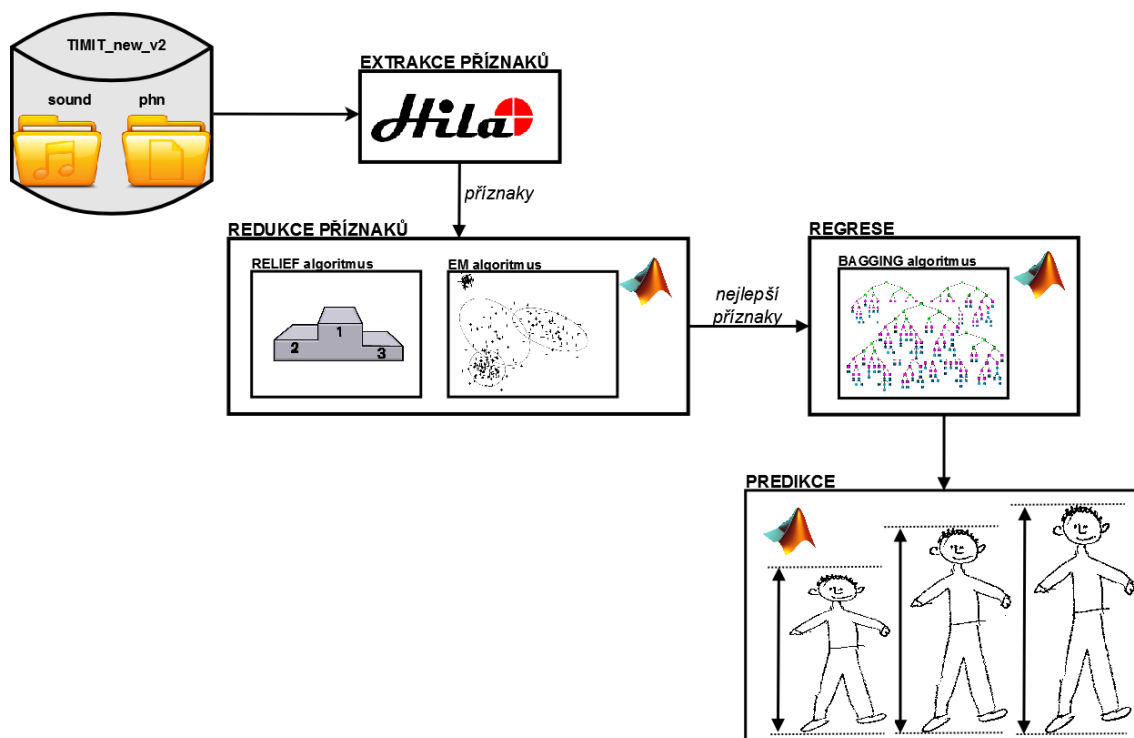 TIMIT_new_v2
sound
phn
EXTRAKCE PŘÍZNAKŮ
Hila
příznaky
REDUKCE PŘÍZNAKŮ
RELIEF algoritmus
1
2
3
EM algoritmus
nejlepší
příznaky
REGRESE
BAGGING algoritmus
PREDIKCE